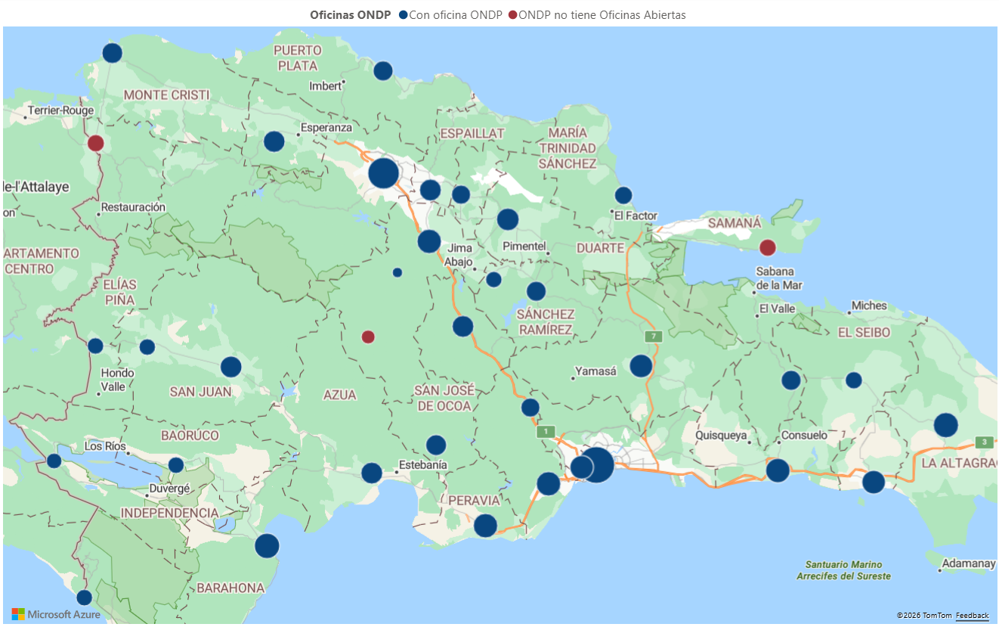 Oficinas ONDP Con oficina ONDP ONDP no tiene Oficinas Abiertas
PUERTO
PLATA
Imbert
MONTE CRISTI
Terrier-Rouge
Esperanza
ESPAILLAT
MARÍA
TRINIDAD
SÁNCHEZ
le-l'Attalaye
Restauración
on
El Factor
SAMANÁ
ARTAMENTO
CENTRO
Jima
Abajo
Pimentel
DUARTE
Sabana
de la Mar
ELÍAS
PIÑA
SÁNCHEZ
RAMÍREZ
El Valle
Miches
EL SEIBO
7
Hondo
Valle
SAN JUAN
AZUA
SAN JOSÉ
DE OCOA
Yamasá
BAORÚCO
1
Quisqueya
Consuelo
3
Los Ríos
Estebanía
LA ALTAGRAC
Duvergé
INDEPENDENCIA
PERAVIA
Santuario Marino
Arrecifes del Sureste
Adamanay
BARAHONA
Microsoft Azure
©2026 TomTom Feedback